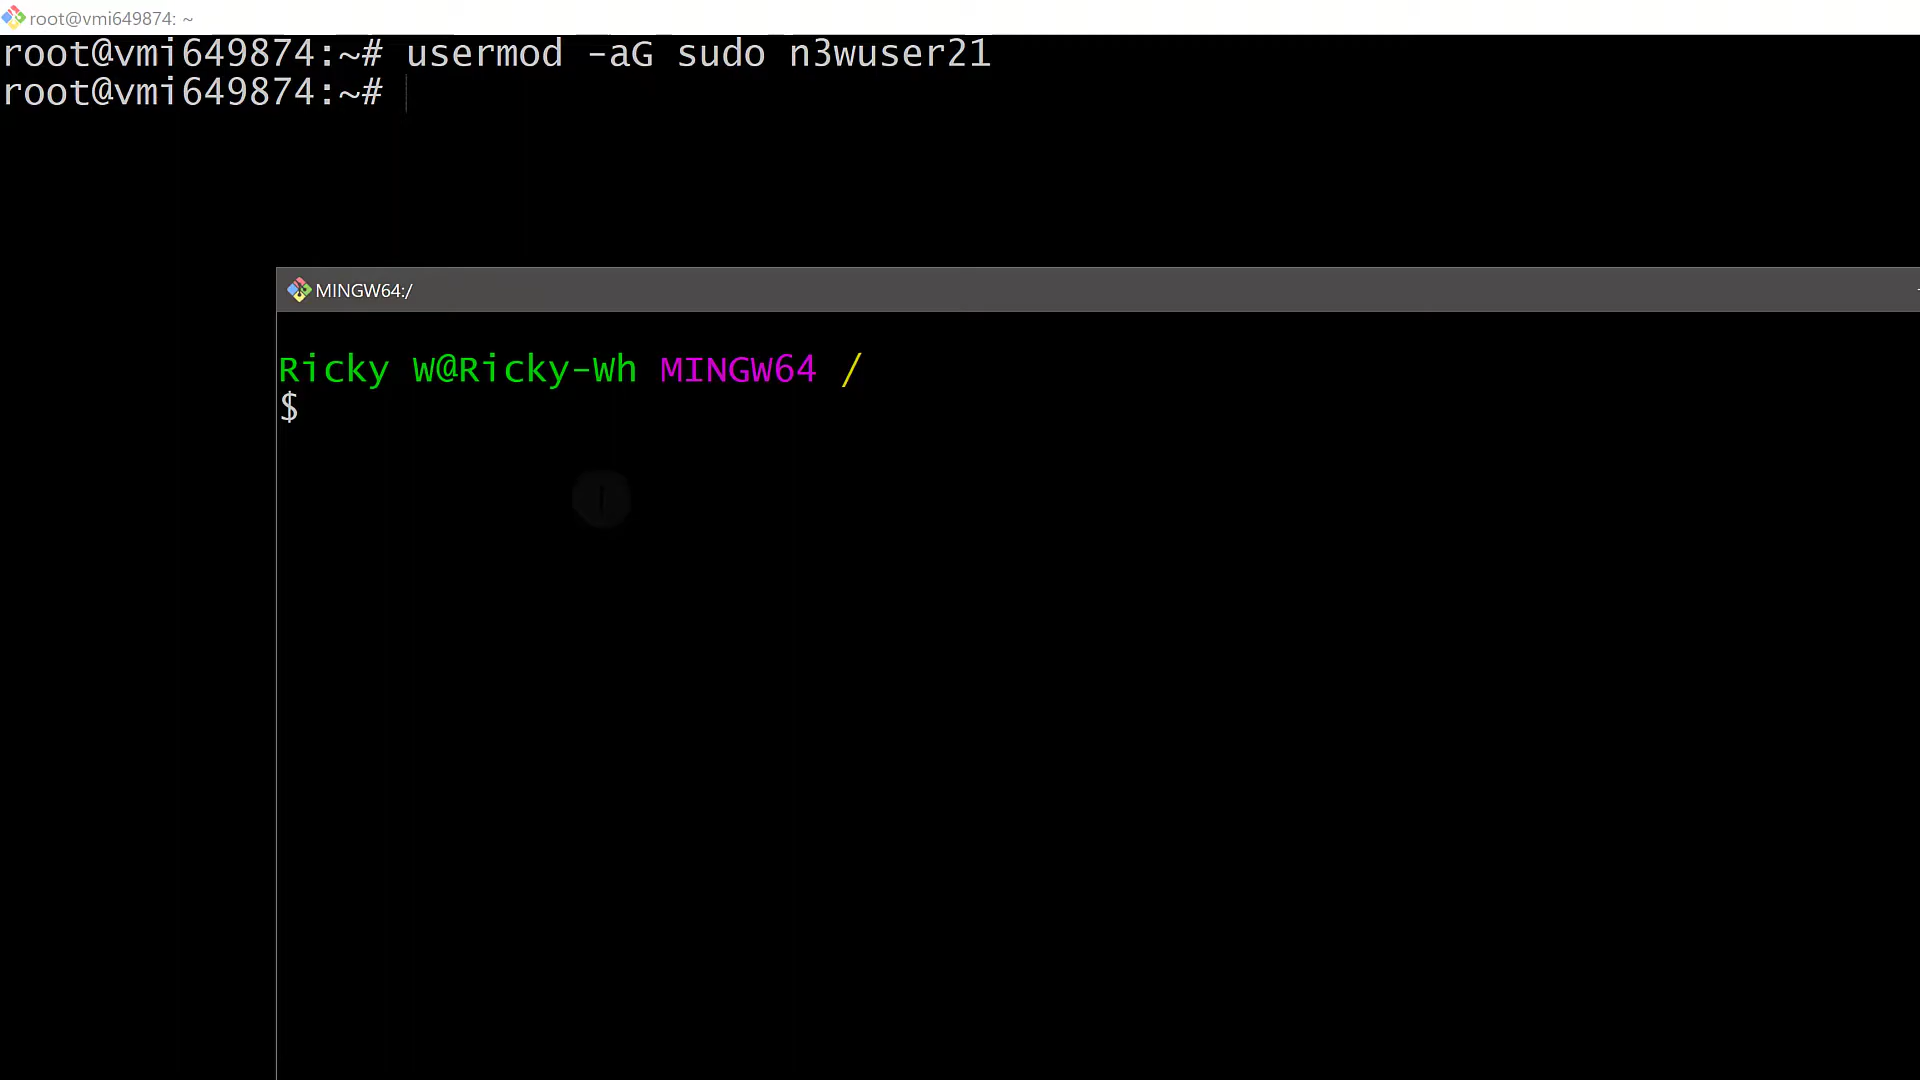 root@vmi649874: ~
root@vmi649874:~# usermod -aG sudo n3wuser21
root@vmi649874:~#
MINGW64:/
Ricky W@Ricky-Wh MINGW64 /
$